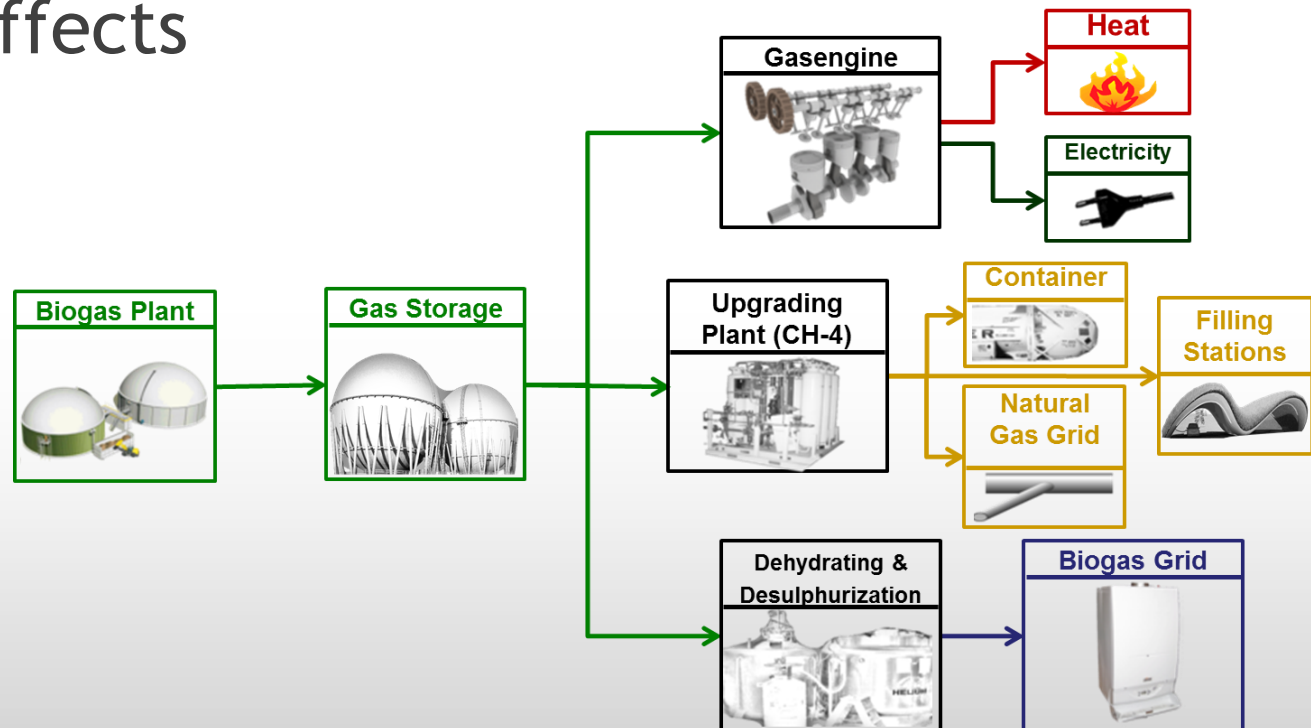 ffects
Gasengine
Heat
Electricity
Biogas Plant
Gas Storage
Upgrading
Plant (CH-4)
Container
E R
Filling
Stations
Natural
Gas Grid
Dehydrating &
Desulphurization
HELIUM
Biogas Grid